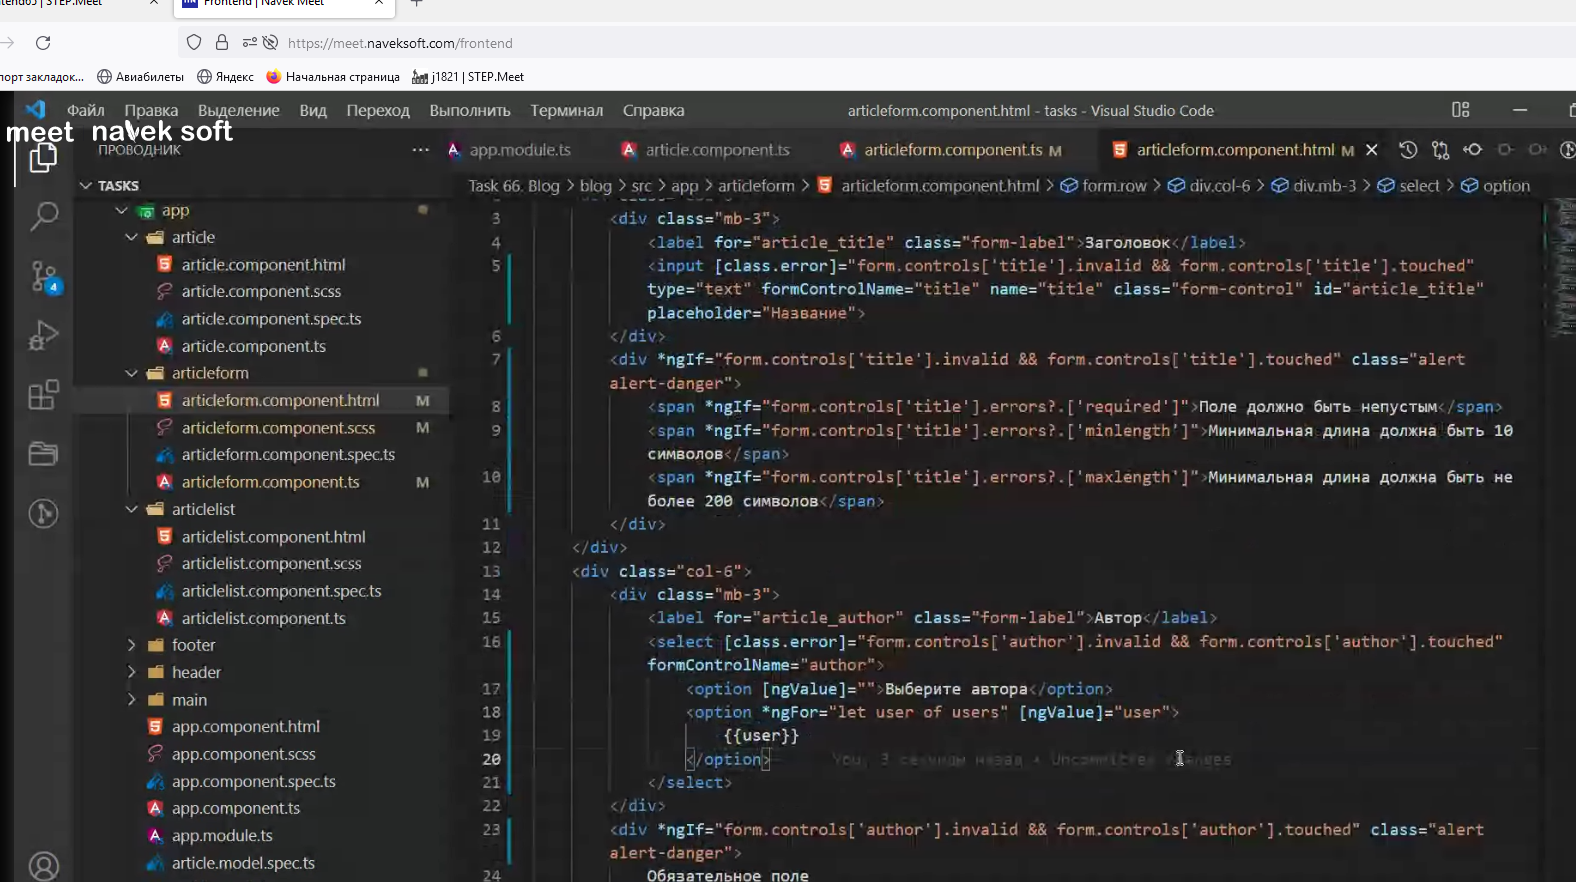 | STEP.Meet
Frontend | Navek Meet
https://meet.naveksoft.com/frontend
порт закладок...
Авиабилеты
Яндекс
Начальная страница
j1821 | STEP.Meet
Файл Правка Выделение Вид Переход Выполнить Терминал Справка
articleform.component.html - tasks - Visual Studio Code
meet navek soft
ПРОВОДНИК
app.module.ts
article.component.ts
articleform.component.ts M
articleform.component.html M
TASKS
Task 66. Blog > blog > src > app > articleform > articleform.component.html > form.row > div.col-6 > div.mb-3 > select > option
app
article
article.component.html
article.component.scss
article.component.spec.ts
article.component.ts
articleform
articleform.component.html M
articleform.component.scss M
articleform.component.spec.ts
articleform.component.ts M
articlelist
articlelist.component.html
articlelist.component.scss
articlelist.component.spec.ts
articlelist.component.ts
footer
header
main
app.component.html
app.component.scss
app.component.spec.ts
app.component.ts
app.module.ts
article.model.spec.ts
4
3 <div class="mb-3">
4 <label for="article_title" class="form-label">Заголовок</label>
5 <input [class.error]="form.controls['title'].invalid && form.controls['title'].touched"
type="text" formControlName="title" name="title" class="form-control" id="article_title"
placeholder="Название">
6 </div>
7 <div *ngIf="form.controls['title'].invalid && form.controls['title'].touched" class="alert
alert-danger">
8 <span *ngIf="form.controls['title'].errors?.['required']">Поле должно быть непустым</span>
9 <span *ngIf="form.controls['title'].errors?.['minlength']">Минимальная длина должна быть 10
символов</span>
10 <span *ngIf="form.controls['title'].errors?.['maxlength']">Минимальная длина должна быть не
более 200 символов</span>
11 </div>
12 </div>
13 <div class="col-6">
14 <div class="mb-3">
15 <label for="article_author" class="form-label">Автор</label>
16 <select [class.error]="form.controls['author'].invalid && form.controls['author'].touched"
formControlName="author">
17 <option [ngValue]="">Выберите автора</option>
18 <option *ngFor="let user of users" [ngValue]="user">
19 {{user}}
20 </option> You, 3 секунды назад • Uncommitted changes
21 </select>
22 </div>
23 <div *ngIf="form.controls['author'].invalid && form.controls['author'].touched" class="alert
alert-danger">
24 Обязательное поле